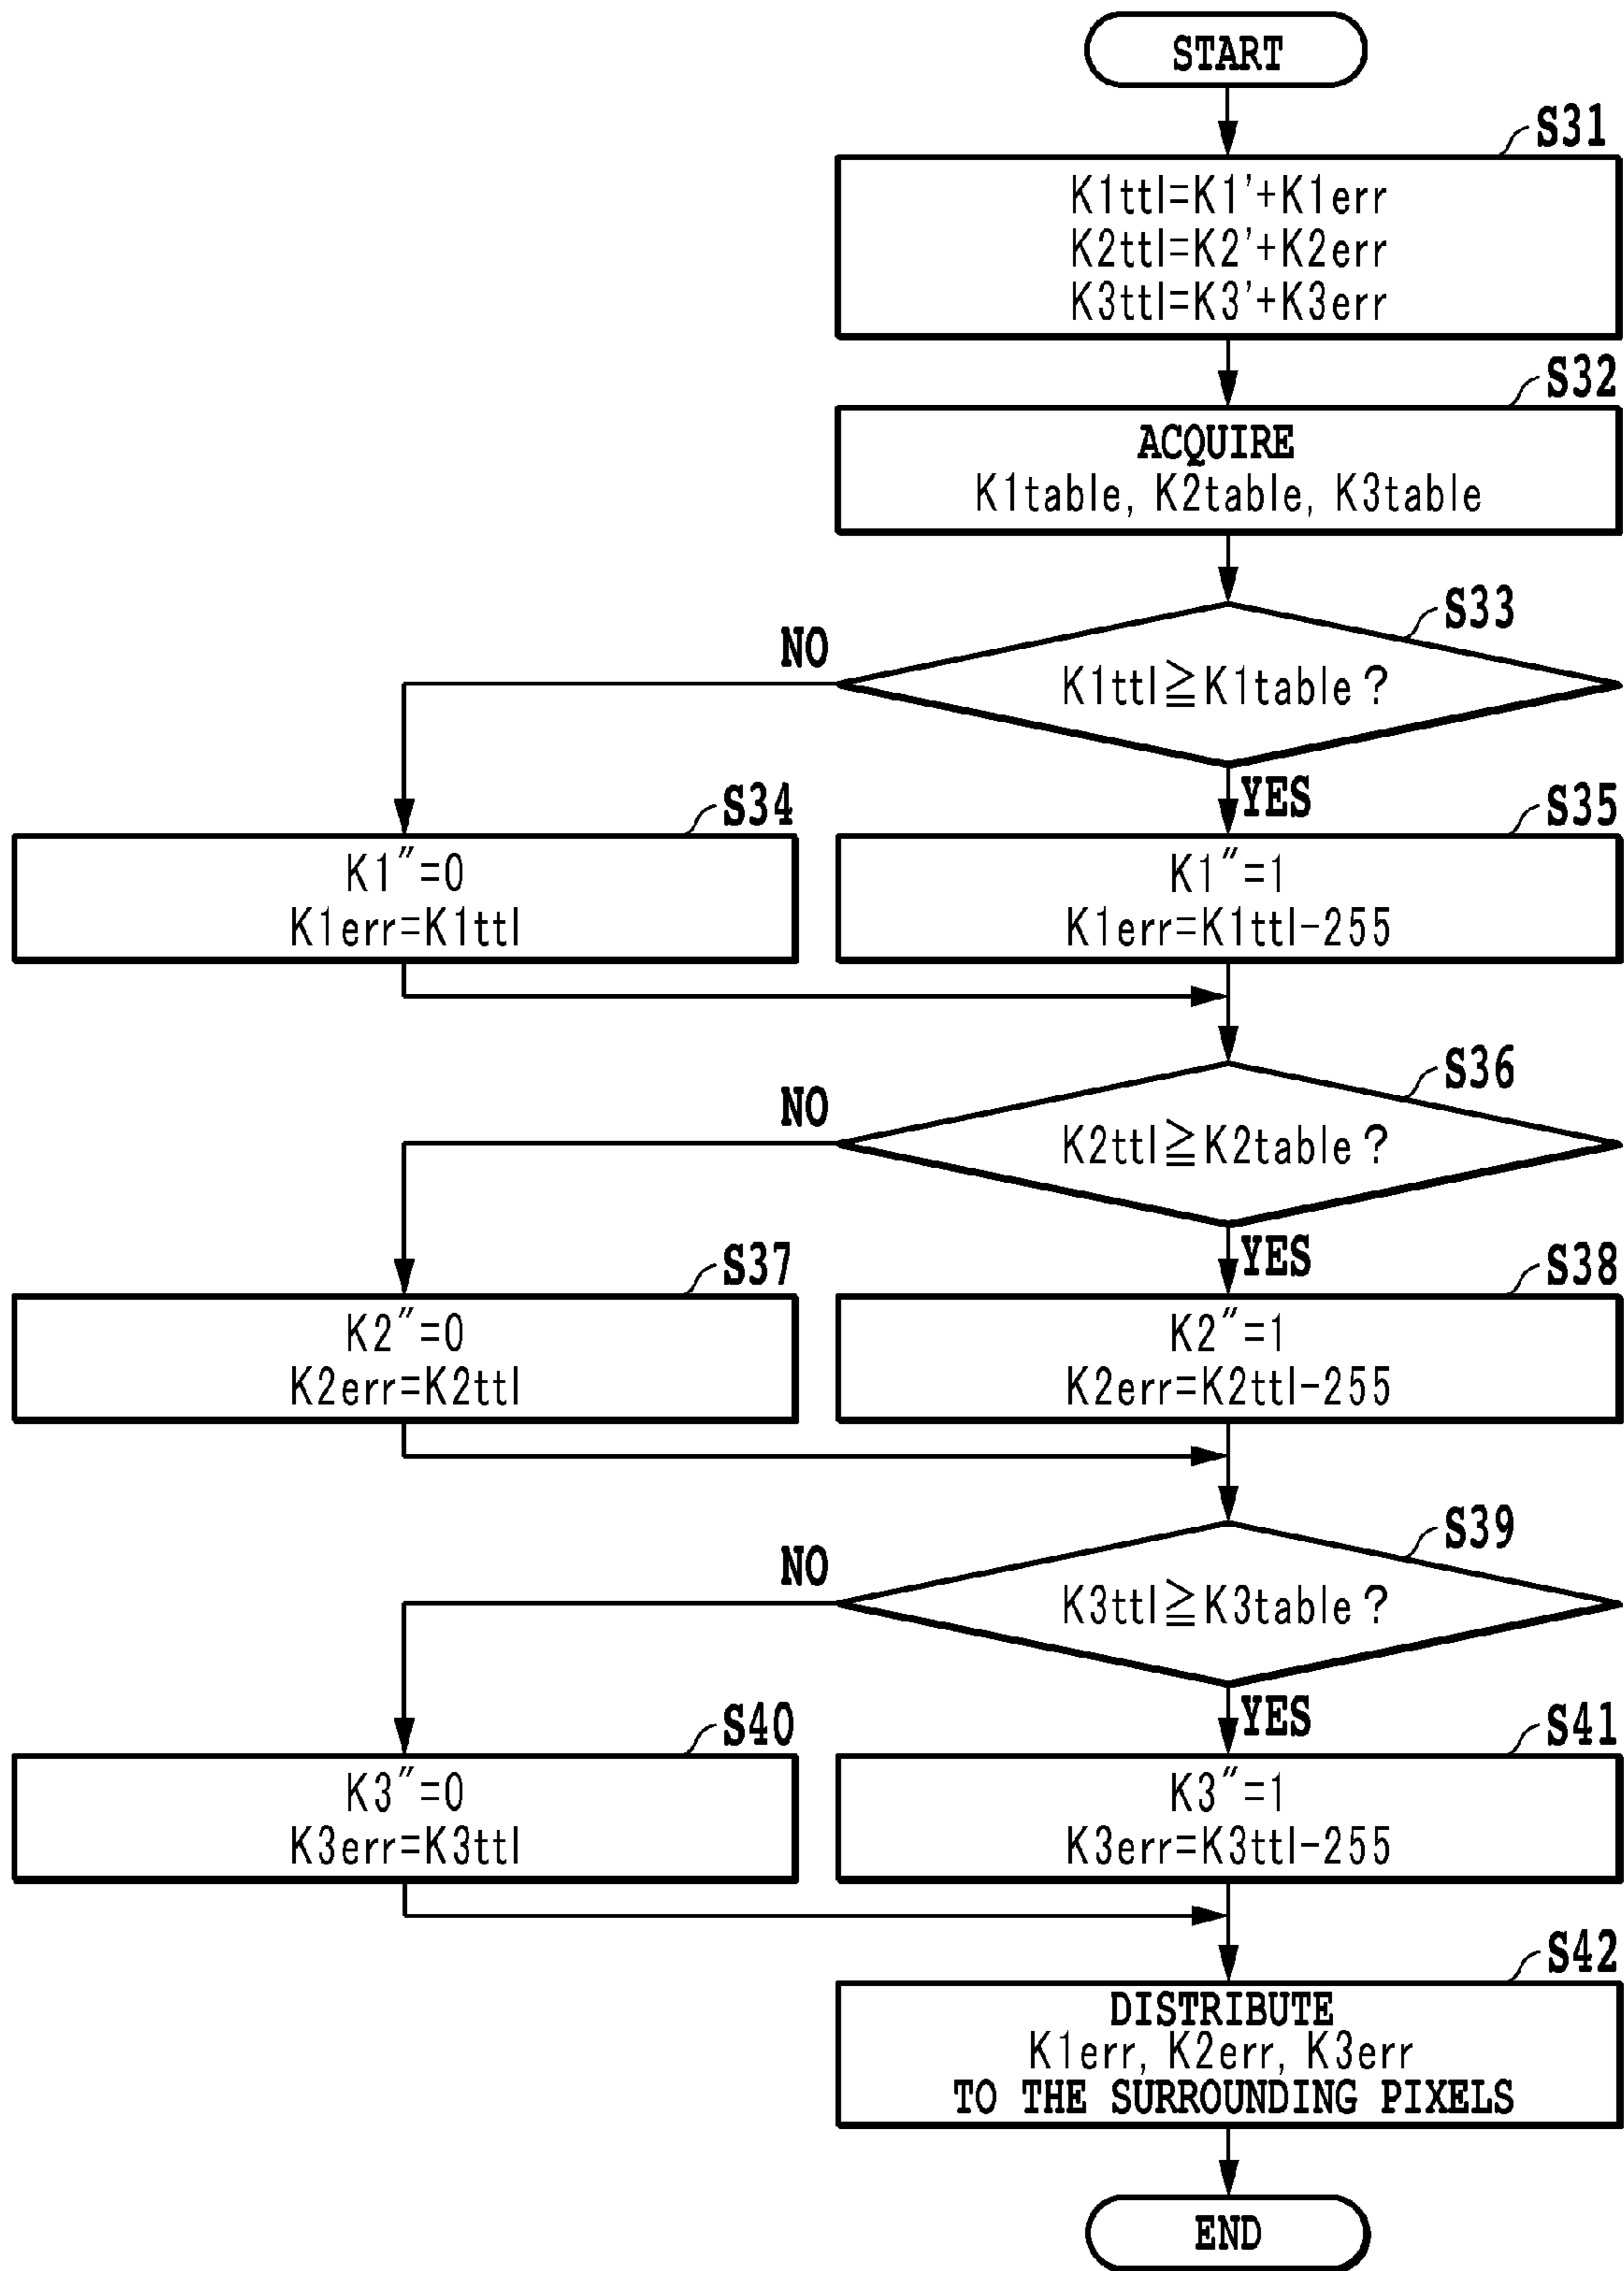 START
S31
K1ttl=K1'+K1err
K2ttl=K2'+K2err
K3ttl=K3'+K3err
S32
ACQUIRE
K1table, K2table, K3table
S33
NO
K1ttl≧K1table?
YES
S34
K1″=0
K1err=K1ttl
S35
K1″=1
K1err=K1ttl-255
S36
NO
K2ttl≧K2table?
YES
S37
K2″=0
K2err=K2ttl
S38
K2″=1
K2err=K2ttl-255
S39
NO
K3ttl≧K3table?
YES
S40
K3″=0
K3err=K3ttl
S41
K3″=1
K3err=K3ttl-255
S42
DISTRIBUTE
K1err, K2err, K3err
TO THE SURROUNDING PIXELS
END